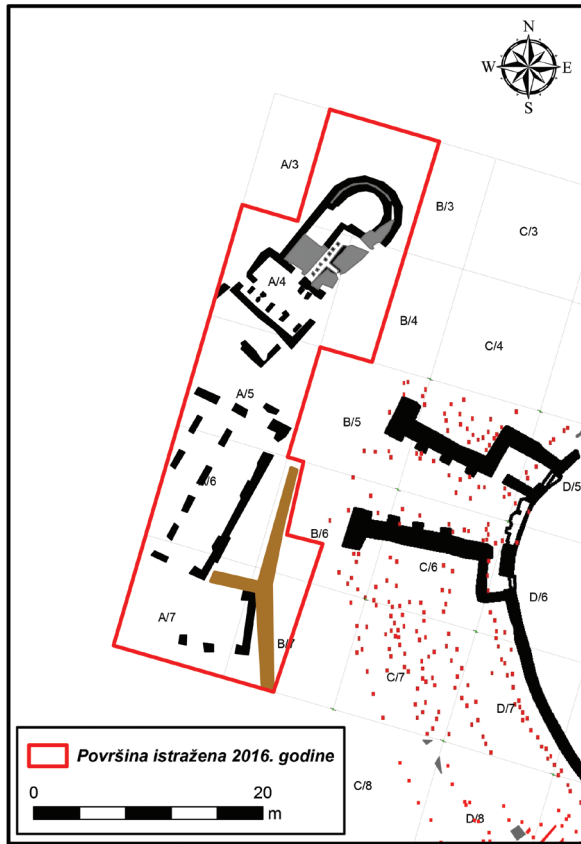 N
W E
S
A/3
B/3
C/3
A/4
B/4
C/4
A/5
B/5
D/5
A/6
B/6
C/6
D/6
A/7
B/7
C/7
D/7
Površina istražena 2016. godine
0 20
m
C/8
D/8